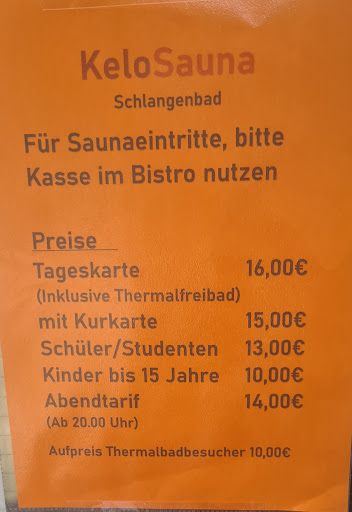 KeloSauna
Schlangenbad
Für Saunaeintritte, bitte
Kasse im Bistro nutzen
Preise
Tageskarte 16,00€
(Inklusive Thermalfreibad)
mit Kurkarte 15,00€
Schüler/Studenten 13,00€
Kinder bis 15 Jahre 10,00€
Abendtarif 14,00€
(Ab 20.00 Uhr)
Aufpreis Thermalbadbesucher 10,00€